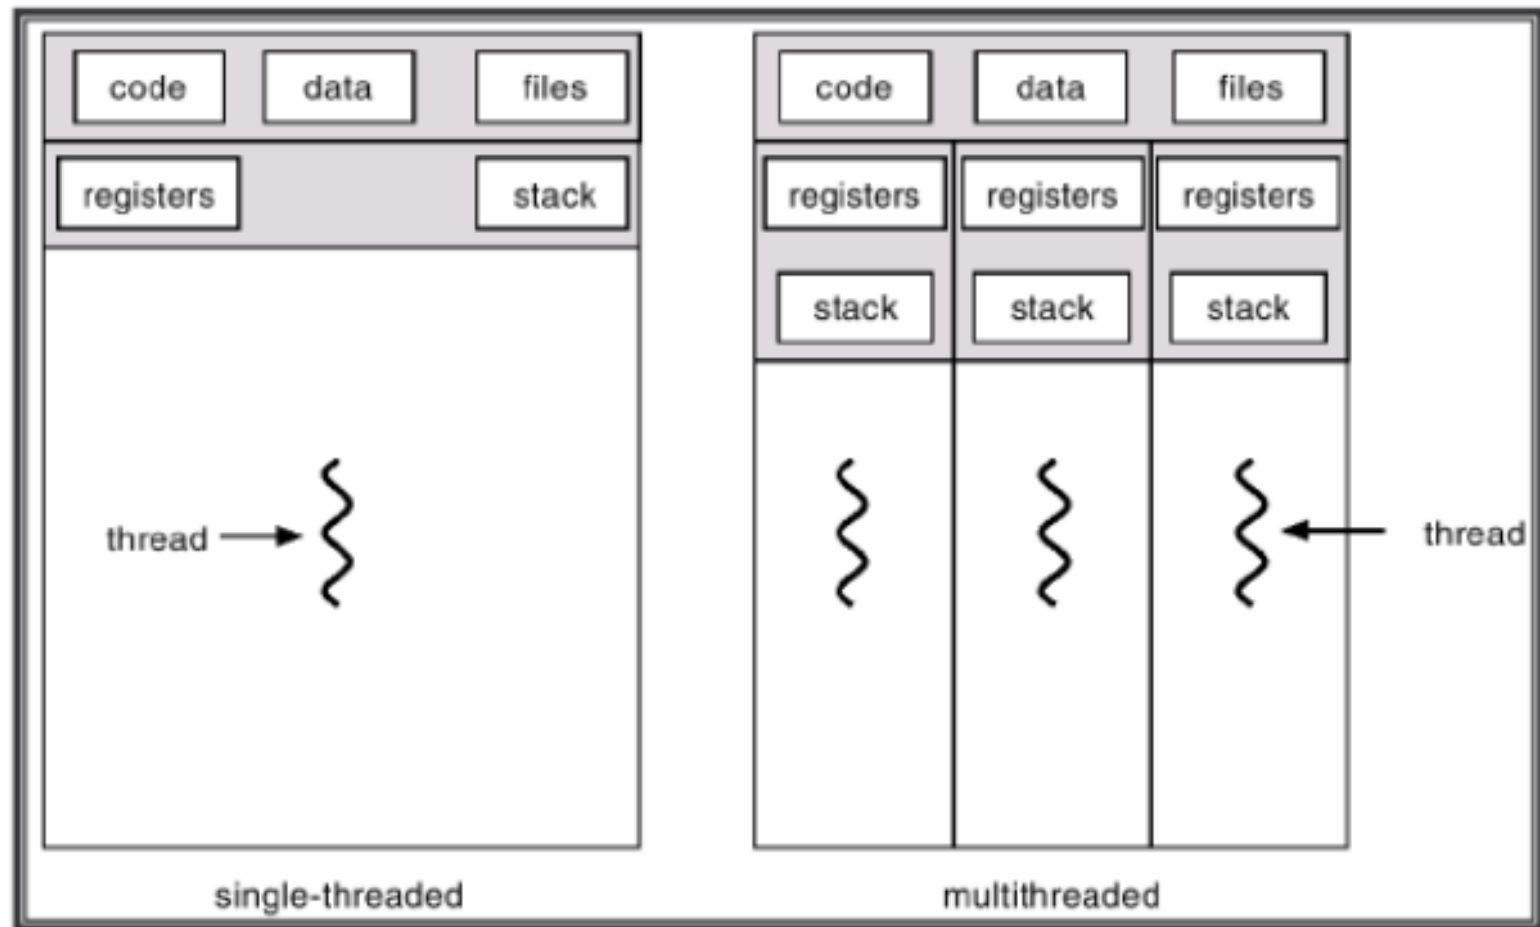 code data files
registers stack
thread
single-threaded
code data files
registers registers registers
stack stack stack
thread
multithreaded